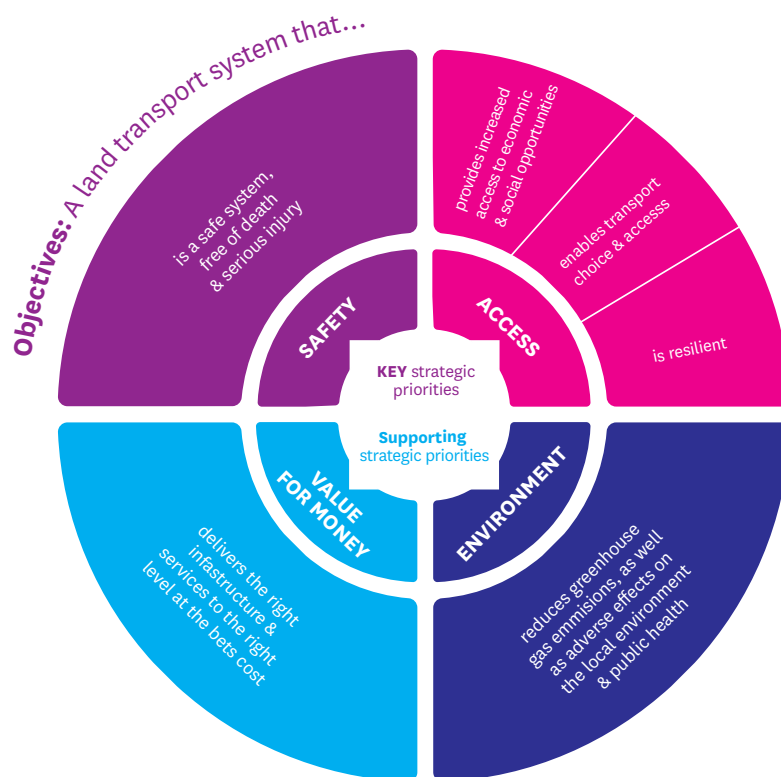 Objectives: A land transport system that...
is a safe system,
free of death
& serious injury
SAFETY
provides increased
access to economic
& social opportunities
enables transport
choice & accesss
is resilient
ACCESS
KEY strategic
priorities
Supporting
strategic priorities
VALUE
FOR MONEY
delivers the right
infastructure &
services to the right
level at the bets cost
ENVIRONMENT
reduces greenhouse
gas emmisions, as well
as adverse effects on
the local environment
& public health